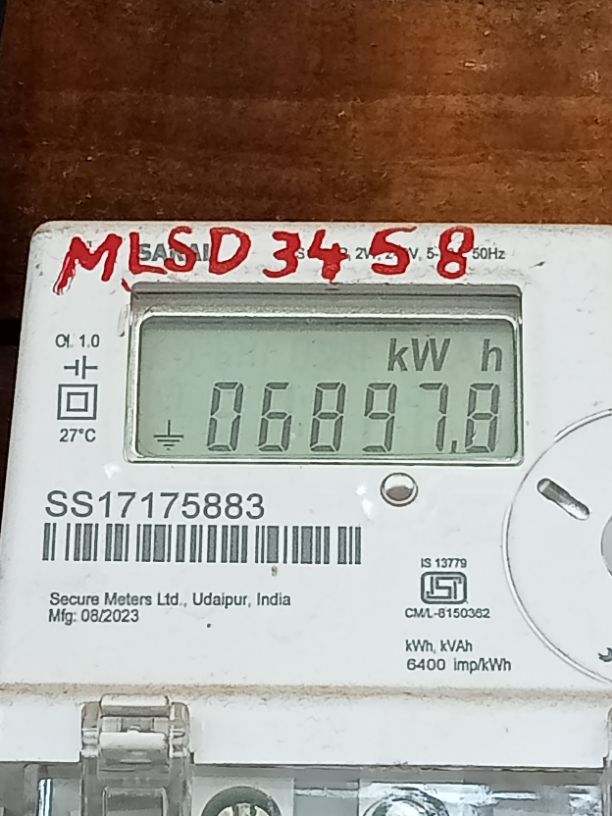 MLSD 3458
Cl. 1.0
27°C
kW h
06897.8
SS17175883
Secure Meters Ltd., Udaipur, India
Mfg: 08/2023
IS 13779
CM/L-8150362
kWh, kVAh
6400 imp/kWh